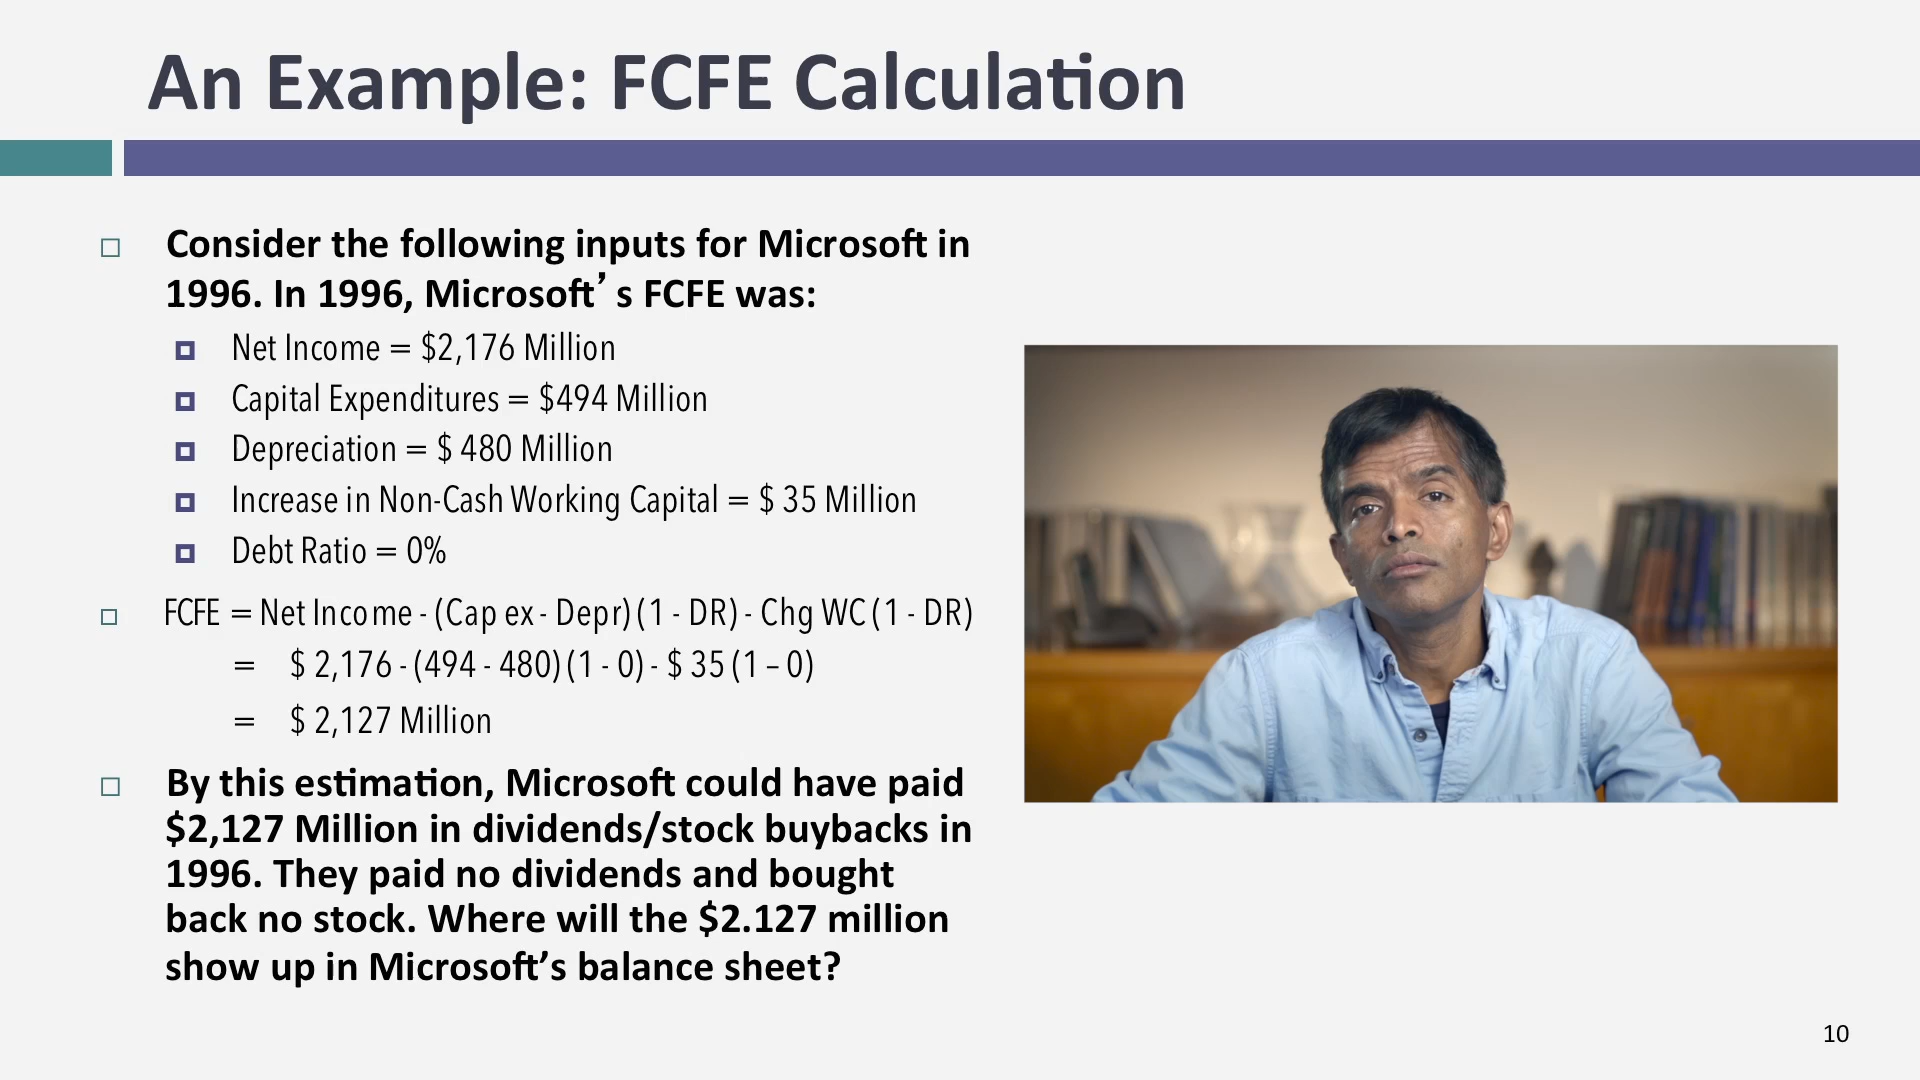 An Example: FCFE Calculation
Consider the following inputs for Microsoft in
1996. In 1996, Microsoft’ s FCFE was:
Net Income = $2,176 Million
Capital Expenditures = $494 Million
Depreciation = $ 480 Million
Increase in Non-Cash Working Capital = $ 35 Million
Debt Ratio = 0%
FCFE = Net Income - (Cap ex - Depr) (1 - DR) - Chg WC (1 - DR)
= $ 2,176 - (494 - 480) (1 - 0) - $ 35 (1 – 0)
= $ 2,127 Million
By this estimation, Microsoft could have paid
$2,127 Million in dividends/stock buybacks in
1996. They paid no dividends and bought
back no stock. Where will the $2.127 million
show up in Microsoft’s balance sheet?
10